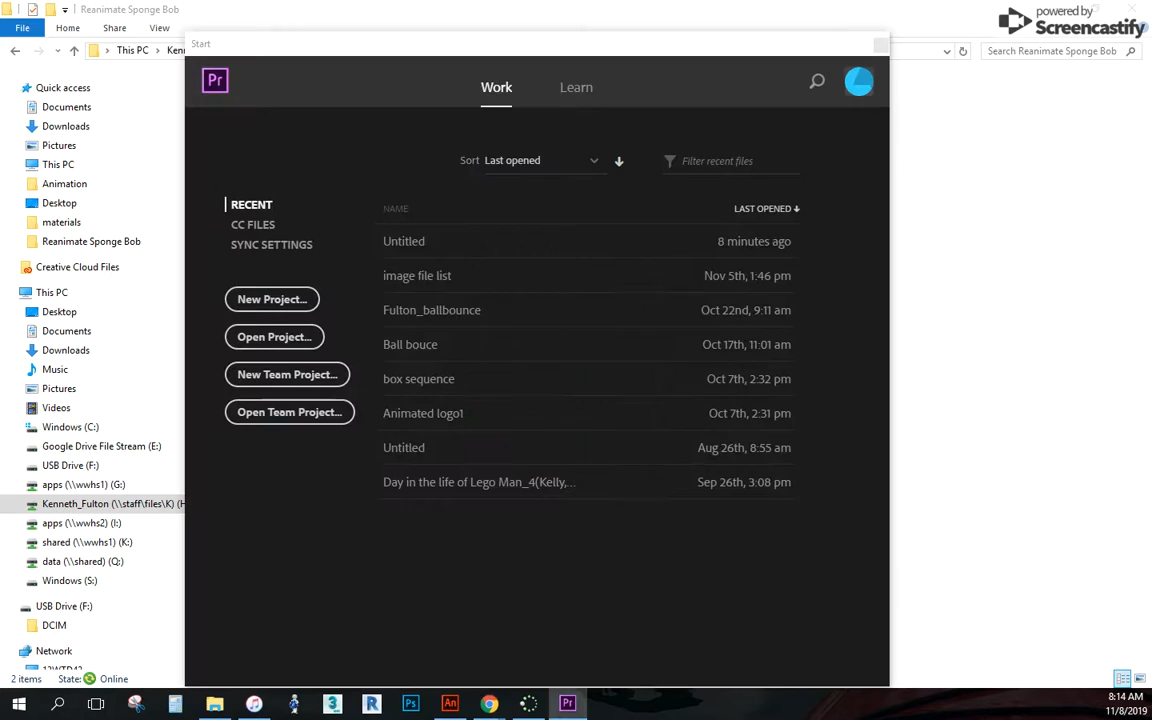 Reanimate Sponge Bob
powered by
Screencastify
File
Home
Share
View
This PC
Search Reanimate Sponge Bob
Start
Pr
Work
Learn
Sort
Last opened
Filter recent files
RECENT
CC FILES
SYNC SETTINGS
New Project...
Open Project...
New Team Project...
Open Team Project...
NAME
LAST OPENED
Untitled
8 minutes ago
image file list
Nov 5th, 1:46 pm
Fulton_ballbounce
Oct 22nd, 9:11 am
Ball bouce
Oct 17th, 11:01 am
box sequence
Oct 7th, 2:32 pm
Animated logo1
Oct 7th, 2:31 pm
Untitled
Aug 26th, 8:55 am
Day in the life of Lego Man_4(Kelly,...
Sep 26th, 3:08 pm
Quick access
Documents
Downloads
Pictures
This PC
Animation
Desktop
materials
Reanimate Sponge Bob
Creative Cloud Files
This PC
Desktop
Documents
Downloads
Music
Pictures
Videos
Windows (C:)
Google Drive File Stream (E:)
USB Drive (F:)
apps (\\wwhs1) (G:)
Kenneth_Fulton (\\staff\files\K) (H
apps (\\wwhs2) (I:)
shared (\\wwhs1) (K:)
data (\\shared) (Q:)
Windows (S:)
USB Drive (F:)
DCIM
Network
2 items
State:
Online
3
R
Ps
An
Pr
8:14 AM
11/8/2019